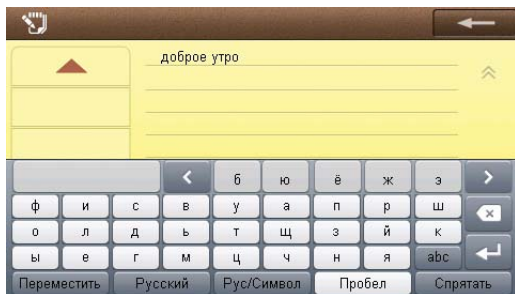 доброе утро
б ю ё ж э
ф и с в у а п р ш
о л д ь т щ з й к
ы е г м ц ч н я abc
Переместить Русский Рус/Символ Пробел Спрятать